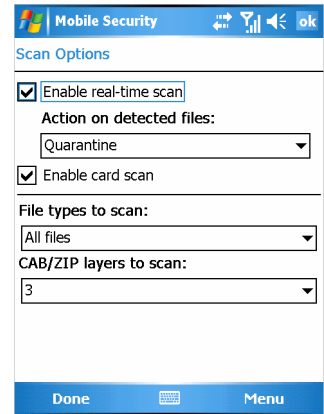 Mobile Security
ok
Scan Options
Enable real-time scan
Action on detected files:
Quarantine
Enable card scan
File types to scan:
All files
CAB/ZIP layers to scan:
3
Done Menu